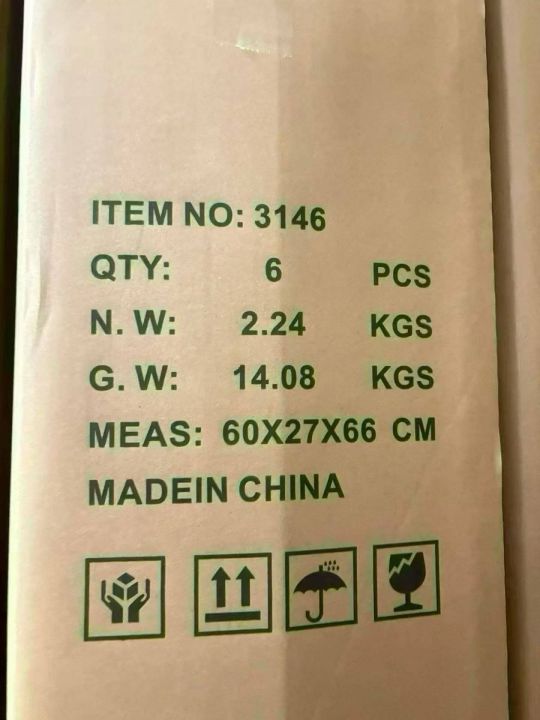 ITEM NO: 3146
QTY: 6 PCS
N. W: 2.24 KGS
G. W: 14.08 KGS
MEAS: 60X27X66 CM
MADEIN CHINA